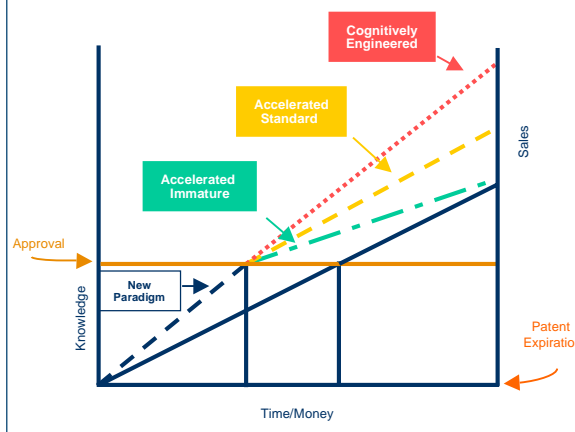 Cognitively
Engineered
Accelerated
Standard
Sales
Accelerated
Immature
Approval
New
Paradigm
Knowledge
Patent
Expiratio
Time/Money